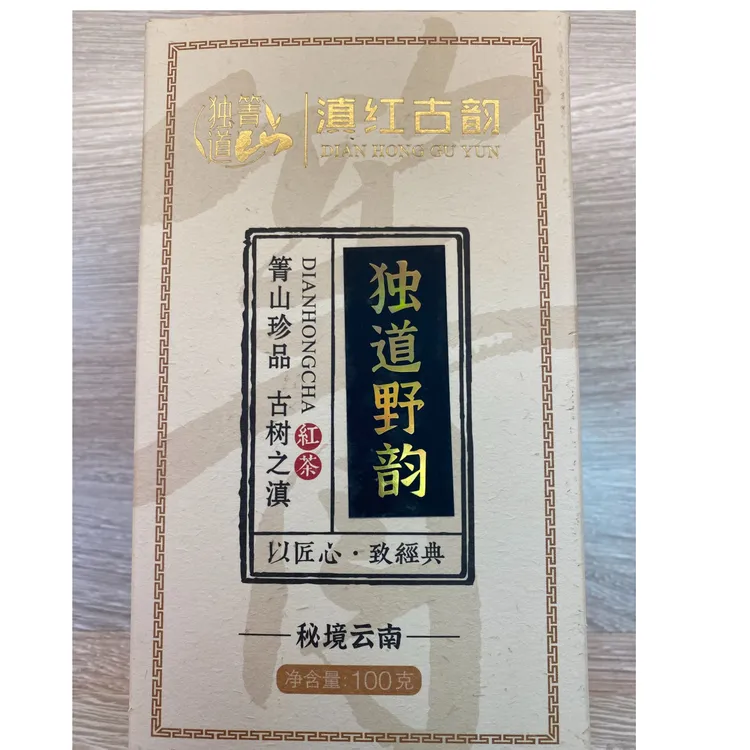 独道
箐山
滇红古韵
DIAN HONG GU YUN
独道野韵
DIANHONGCHA
紅茶
箐山珍品 古树之滇
以匠心·致經典
秘境云南
净含量:100克